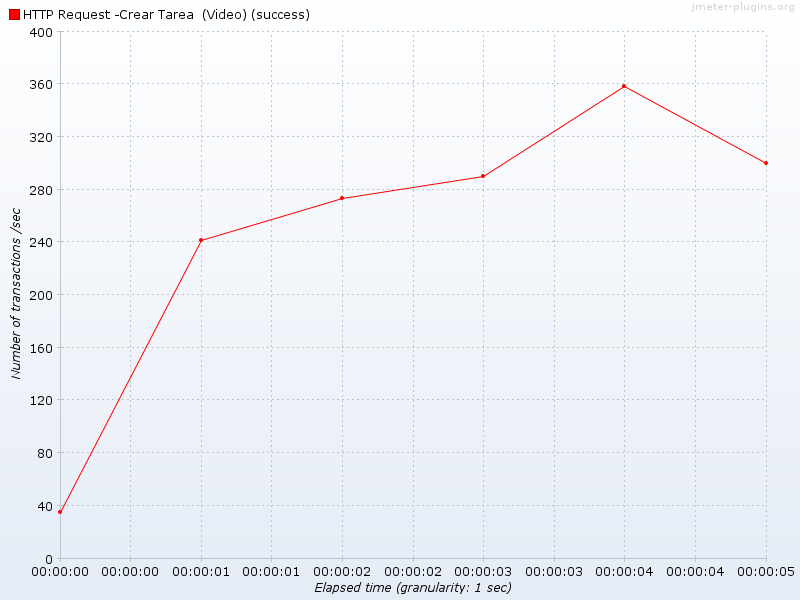 jmeter-plugins.org
HTTP Request -Crear Tarea  (Video) (success)
400
360
320
280
240
200
160
120
80
40
0
Number of transactions /sec
00:00:00 00:00:00 00:00:01 00:00:01 00:00:02 00:00:02 00:00:03 00:00:03 00:00:04 00:00:04 00:00:05
Elapsed time (granularity: 1 sec)